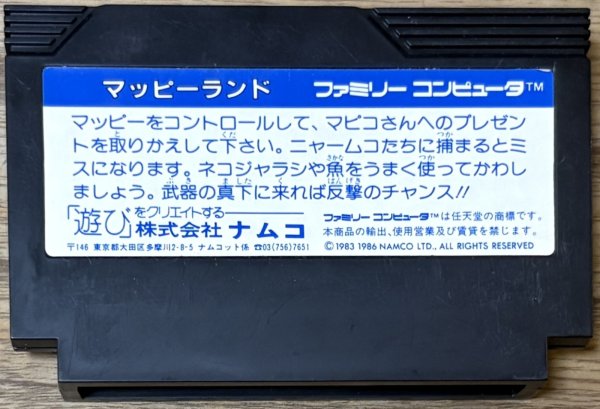 マッピーランド ファミリー コンピュータ™
マッピーをコントロールして、マピコさんへのプレゼン
トを取りかえして下さい。ニャームコたちに捕まるとミ
スになります。ネコジャラシや魚をうまく使ってかわ
しましょう。武器の真下に来れば反撃のチャンス!!
「遊び」をクリエイトする
株式会社 ナムコ
〒146 東京都大田区多摩川2-8-5 ナムコット係 ☎03(756)7651
ファミリー コンピュータ™は任天堂の商標です。
本商品の輸出、使用営業及び賃貸を禁じます。
©1983 1986 NAMCO LTD., ALL RIGHTS RESERVED